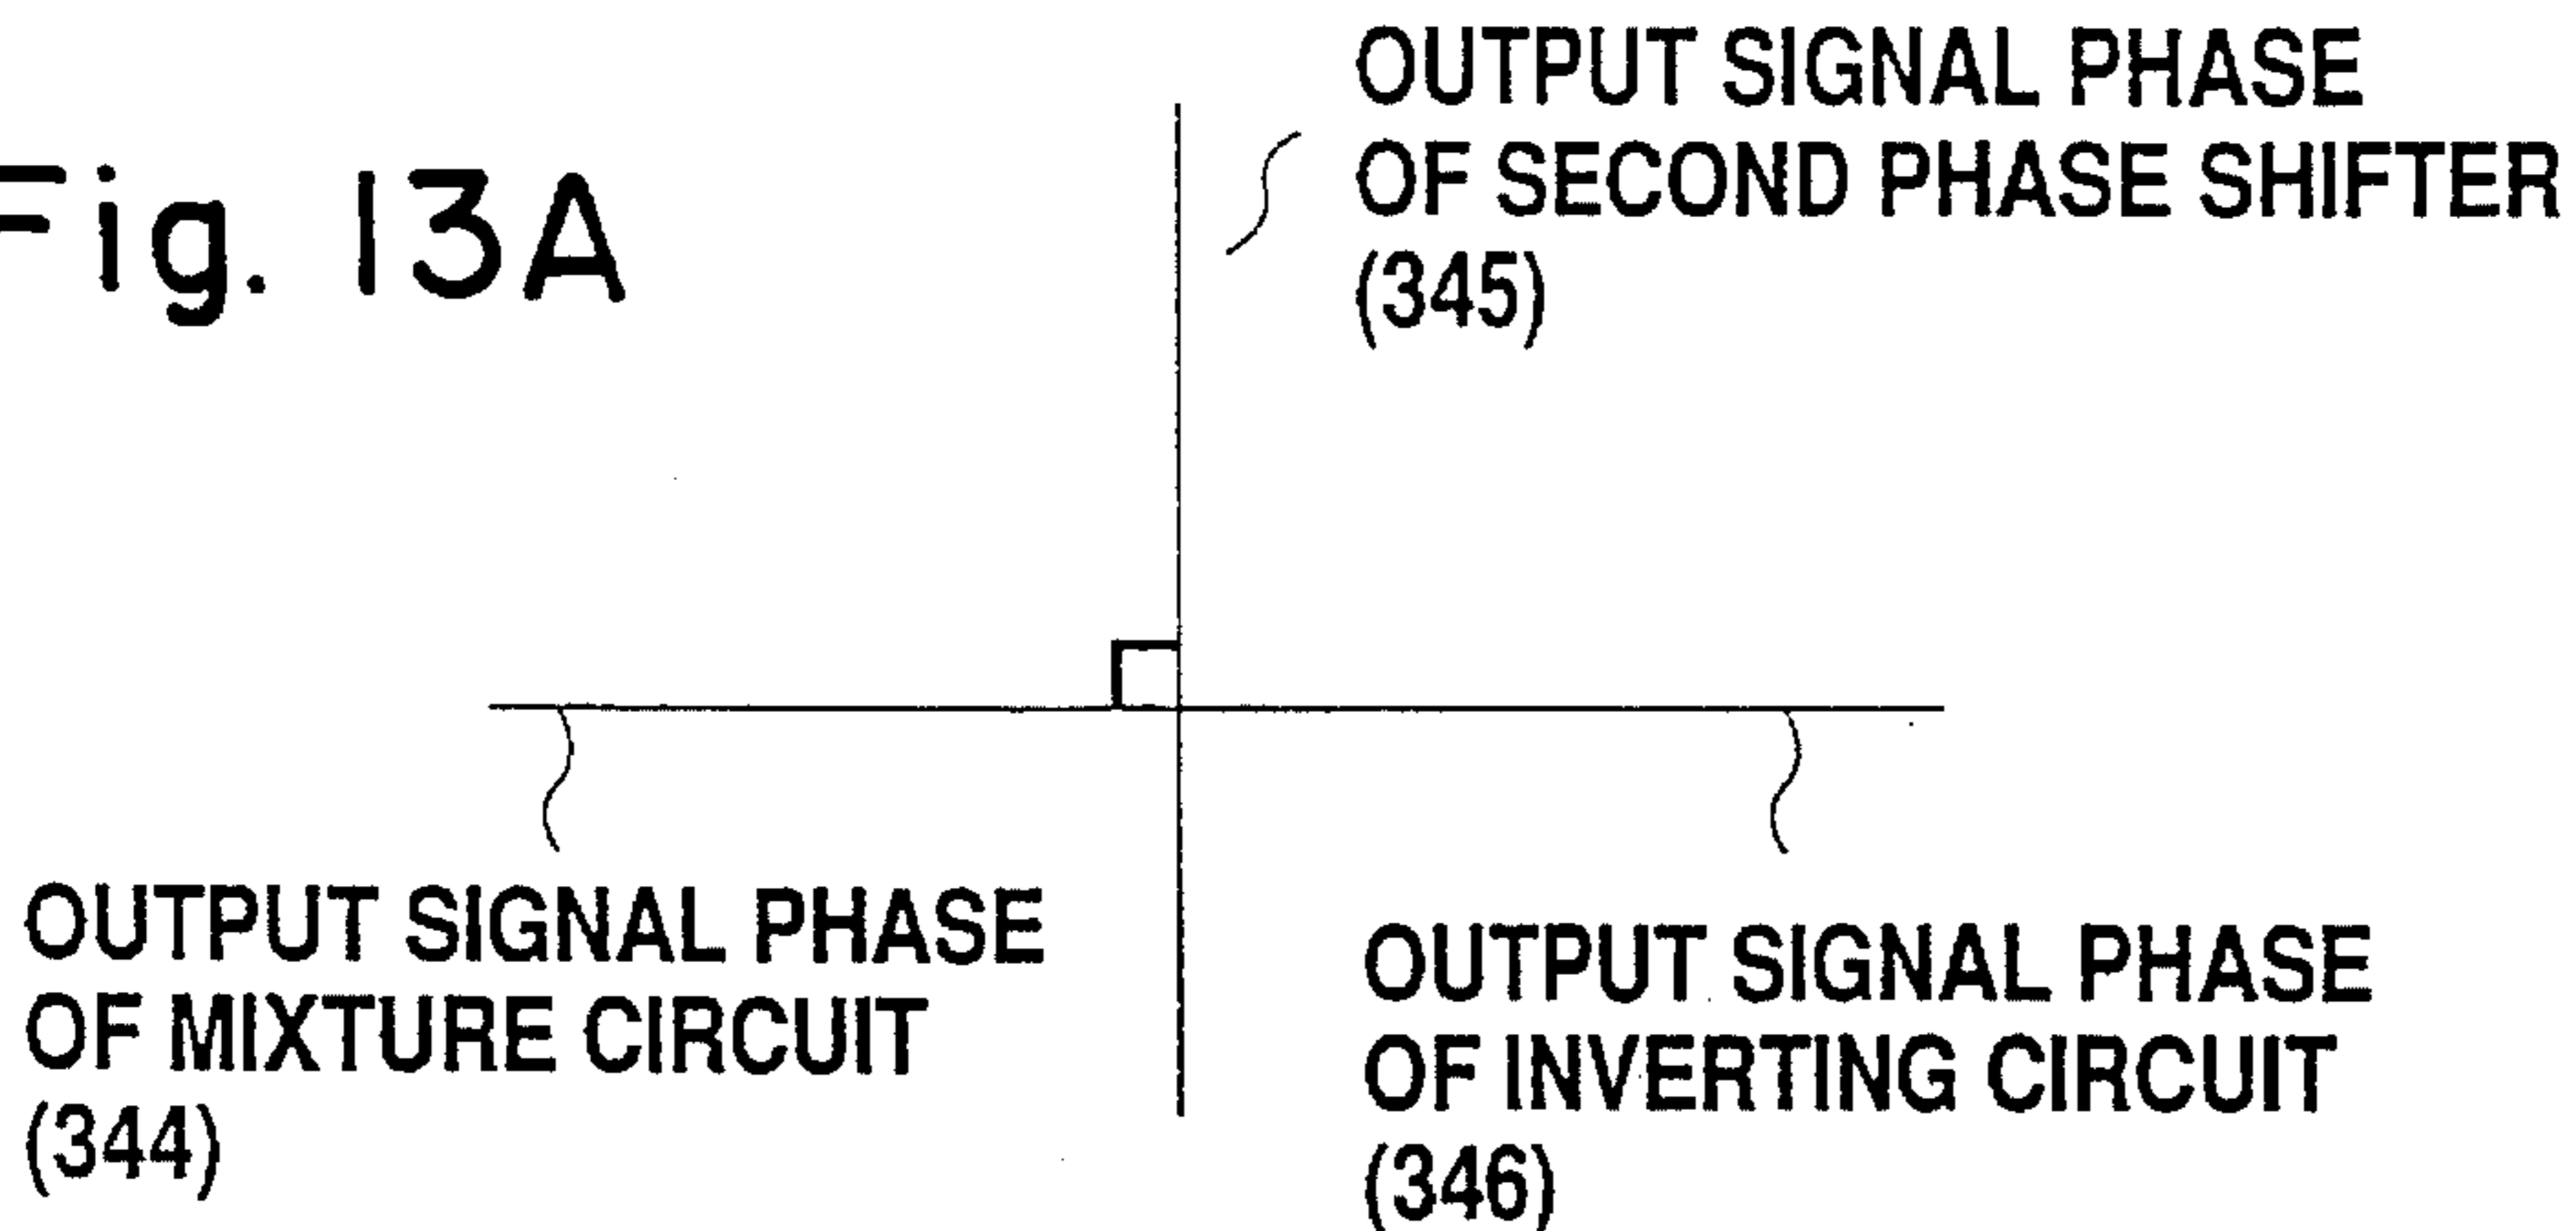 Fig. 13A
OUTPUT SIGNAL PHASE
OF SECOND PHASE SHIFTER
(345)
OUTPUT SIGNAL PHASE
OF MIXTURE CIRCUIT
(344)
OUTPUT SIGNAL PHASE
OF INVERTING CIRCUIT
(346)